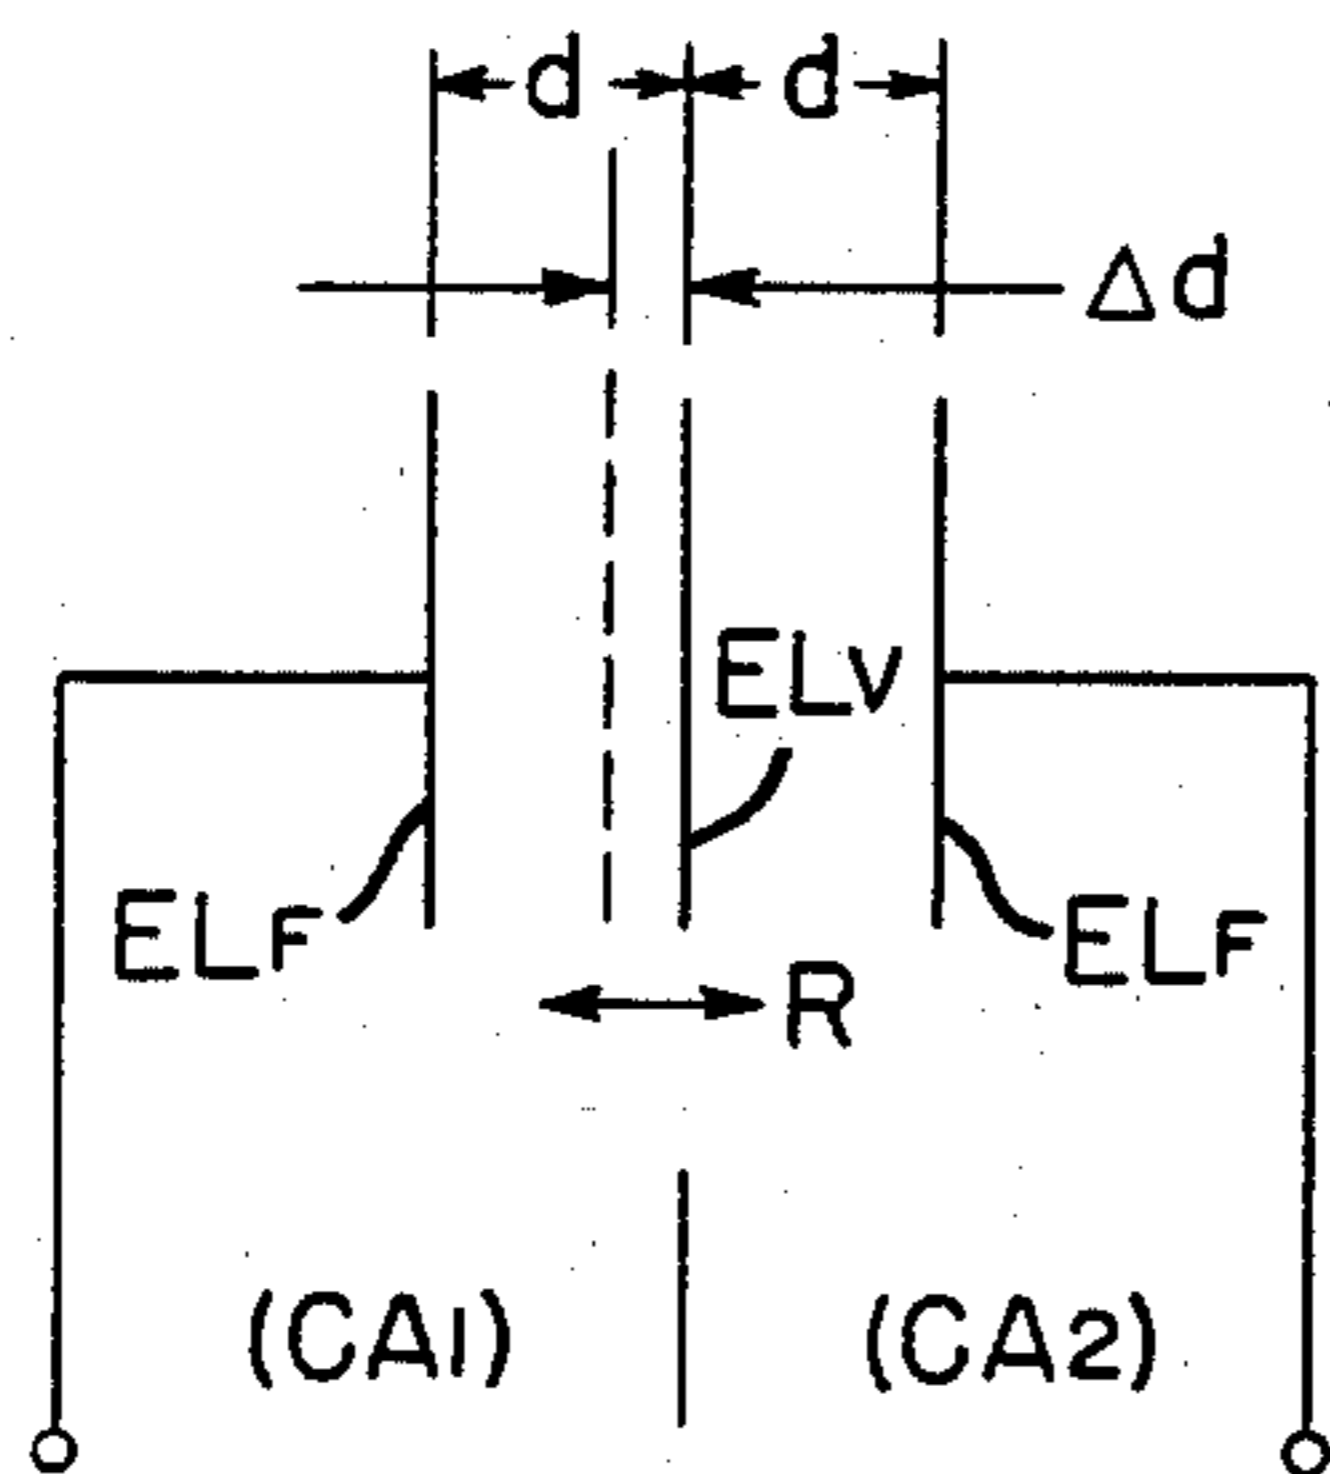 d d
Δd
ELV
ELF ELF
R
(CA1) (CA2)